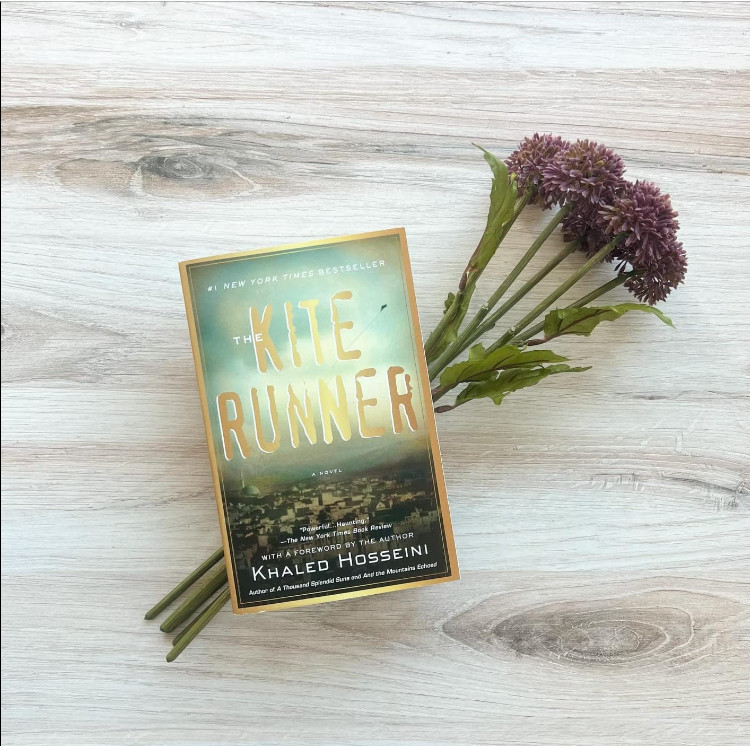 #1 NEW YORK TIMES BESTSELLER
THE KITE
RUNNER
A NOVEL
"Powerful...Haunting."
—The New York Times Book Review
WITH A FOREWORD BY THE AUTHOR
KHALED HOSSEINI
Author of A Thousand Splendid Suns and And the Mountains Echoed